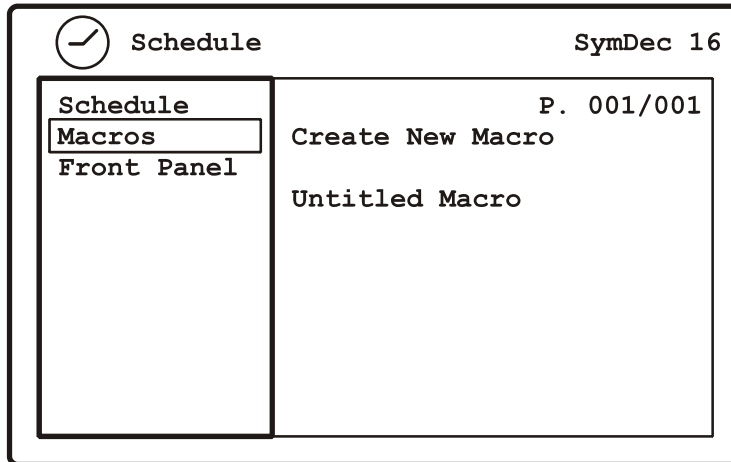 Schedule SymDec 16
Schedule
Macros
Front Panel
P. 001/001
Create New Macro
Untitled Macro